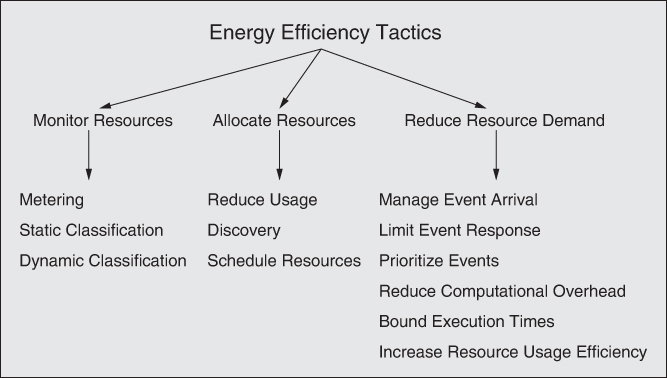 Energy Efficiency Tactics
Monitor Resources
Allocate Resources
Reduce Resource Demand
Metering
Static Classification
Dynamic Classification
Reduce Usage
Discovery
Schedule Resources
Manage Event Arrival
Limit Event Response
Prioritize Events
Reduce Computational Overhead
Bound Execution Times
Increase Resource Usage Efficiency